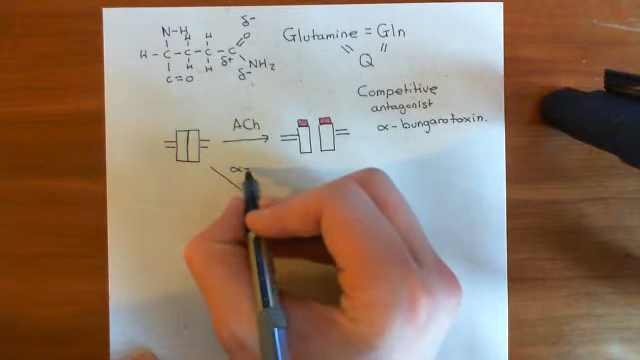 Glutamine = Gln
Q
N-H
H H δ- O
H-C-C-C-C
H H δ+ NH2
C=O δ-
Competitive
antagonist
α-bungarotoxin.
ACh
α-